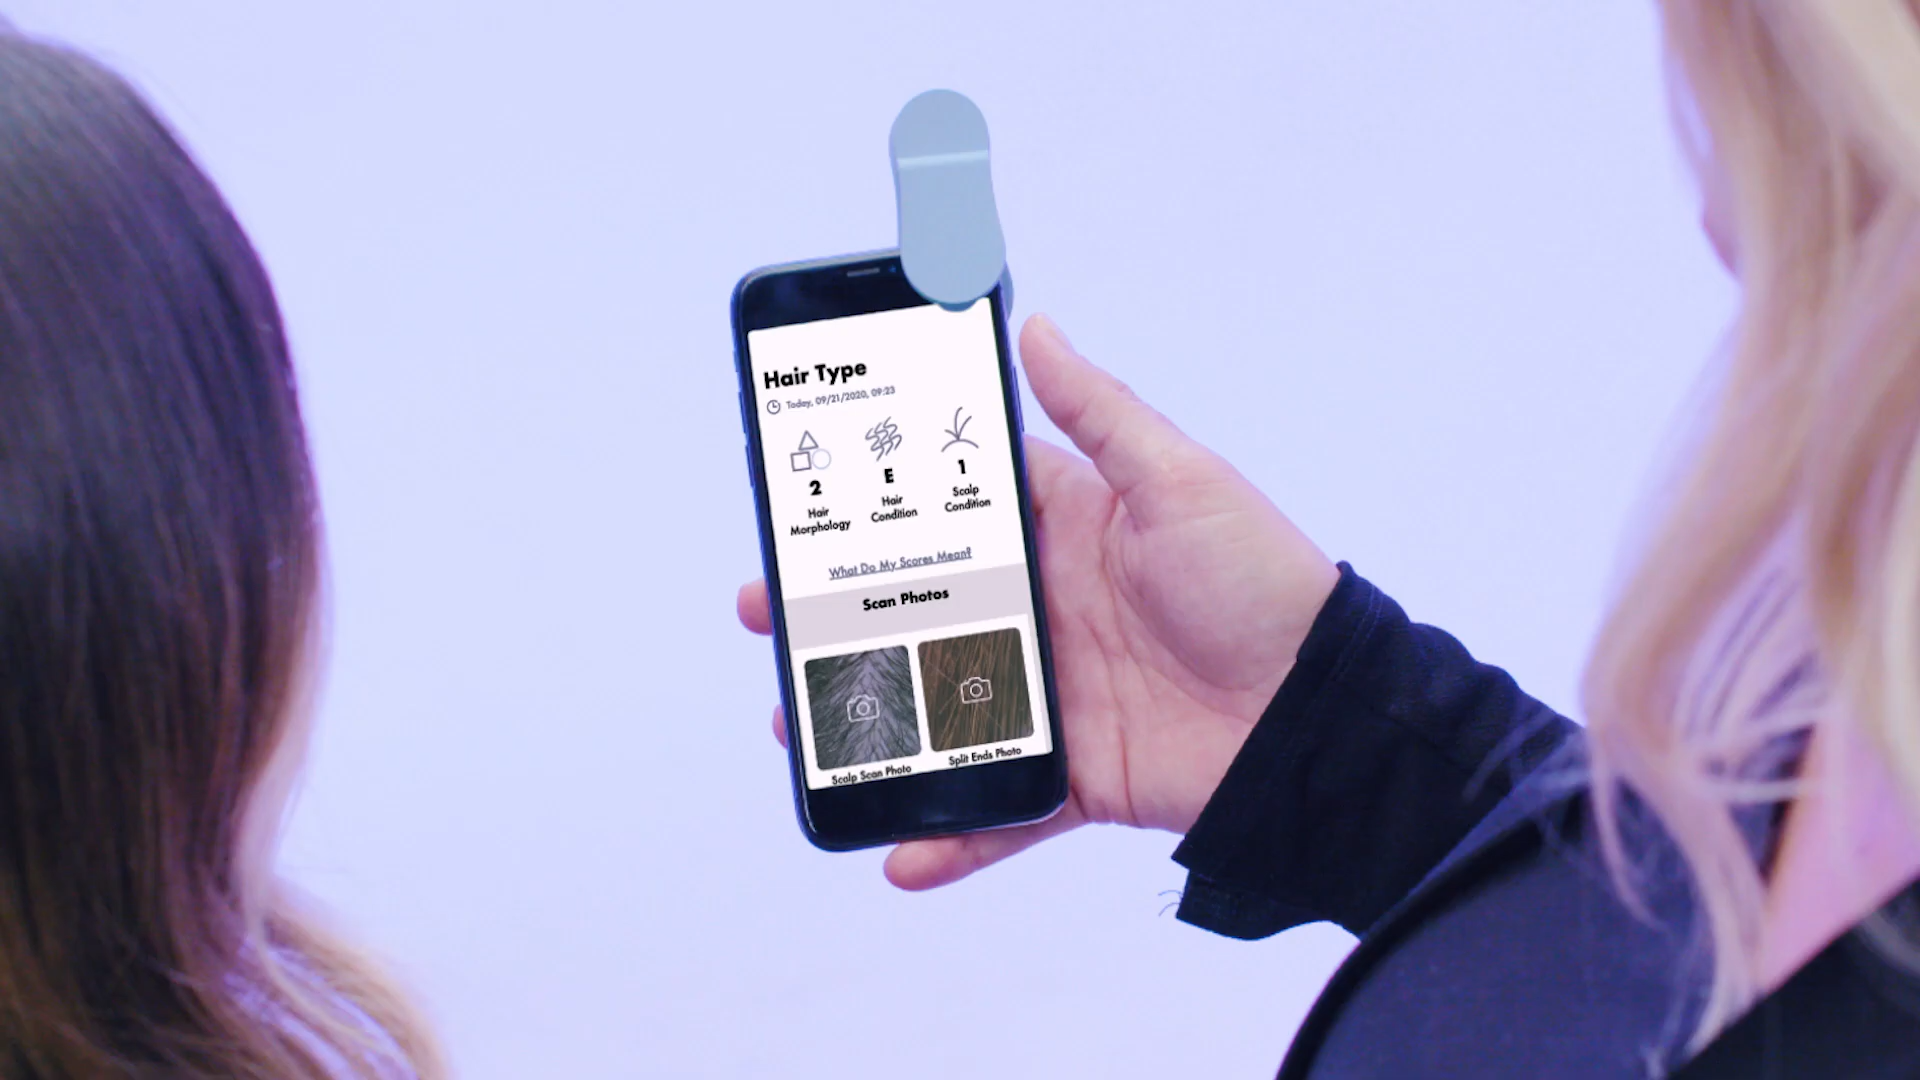 Hair Type
Today, 09/21/2020, 09:23
2
Hair
Morphology
E
Hair
Condition
1
Scalp
Condition
What Do My Scores Mean?
Scan Photos
Scalp Scan Photo
Split Ends Photo